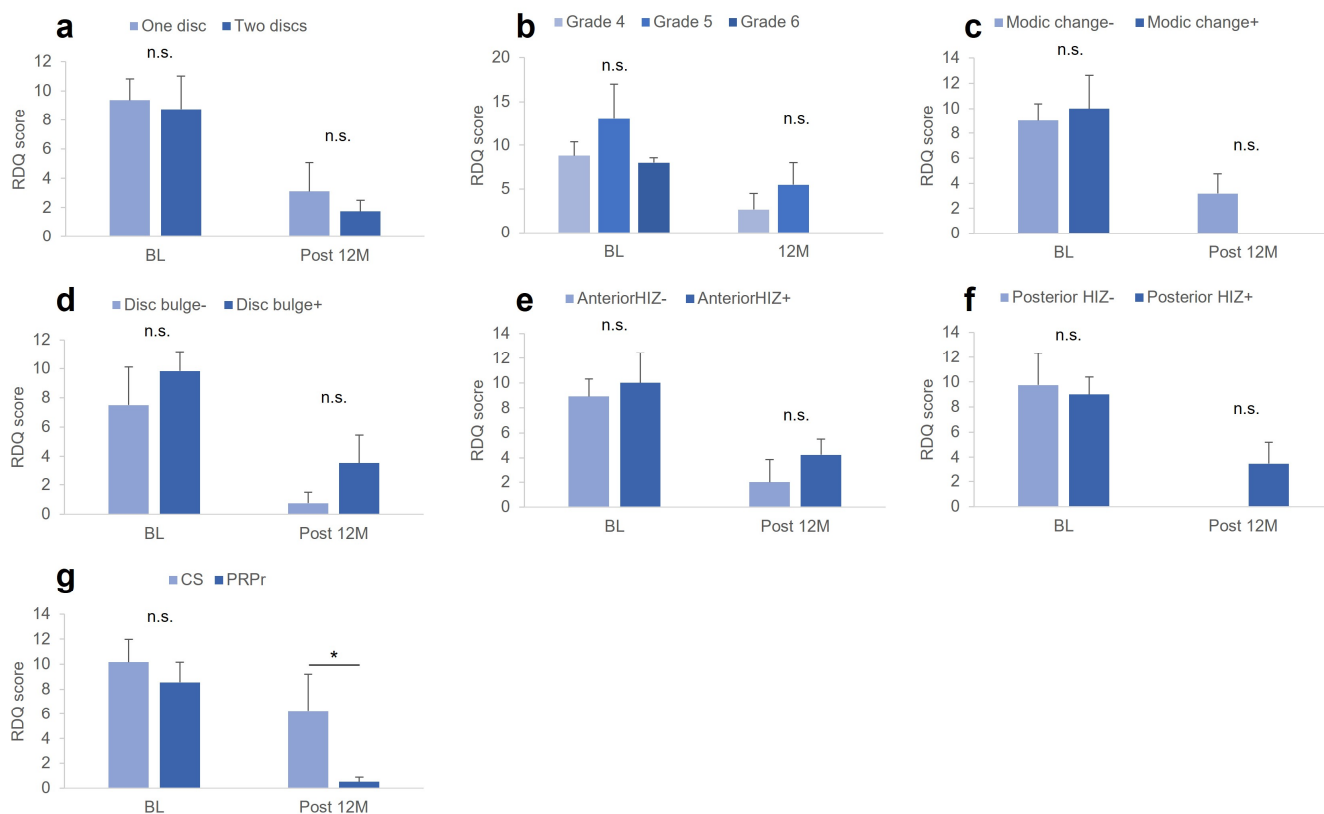 a
One disc Two discs
n.s.
n.s.
RDQ score
12
10
8
6
4
2
0
BL Post 12M
b
Grade 4 Grade 5 Grade 6
n.s.
n.s.
RDQ score
20
15
10
5
0
BL 12M
c
Modic change- Modic change+
n.s.
n.s.
RDQ score
14
12
10
8
6
4
2
0
BL Post 12M
d
Disc bulge- Disc bulge+
n.s.
n.s.
RDQ score
12
10
8
6
4
2
0
BL Post 12M
e
AnteriorHIZ- AnteriorHIZ+
n.s.
n.s.
RDQ socre
14
12
10
8
6
4
2
0
BL Post 12M
f
Posterior HIZ- Posterior HIZ+
n.s.
n.s.
RDQ score
14
12
10
8
6
4
2
0
BL Post 12M
g
CS PRPr
n.s.
*
RDQ score
14
12
10
8
6
4
2
0
BL Post 12M